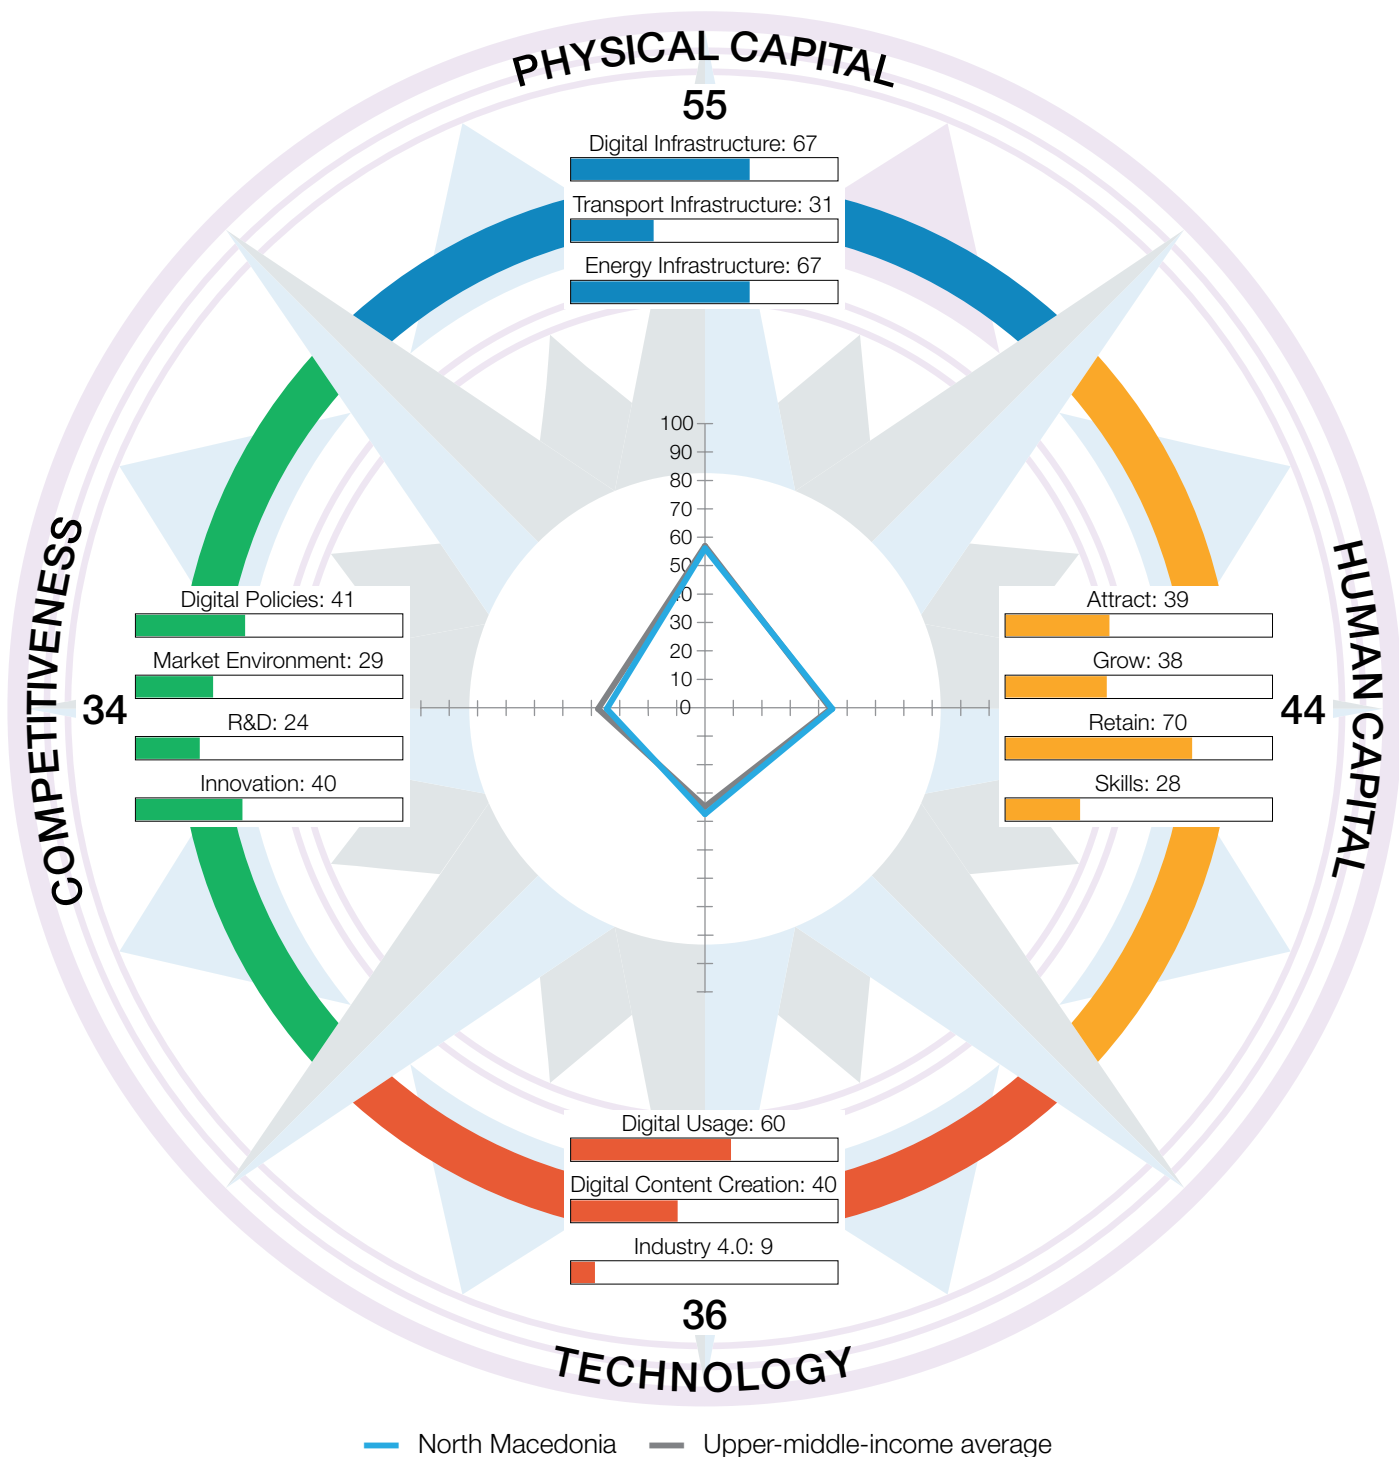 PHYSICAL CAPITAL
55
Digital Infrastructure: 67
Transport Infrastructure: 31
Energy Infrastructure: 67
100
90
80
70
60
50
40
30
20
10
0
COMPETITIVENESS
34
Digital Policies: 41
Market Environment: 29
R&D: 24
Innovation: 40
HUMAN CAPITAL
44
Attract: 39
Grow: 38
Retain: 70
Skills: 28
Digital Usage: 60
Digital Content Creation: 40
Industry 4.0: 9
36
TECHNOLOGY
North Macedonia
Upper-middle-income average